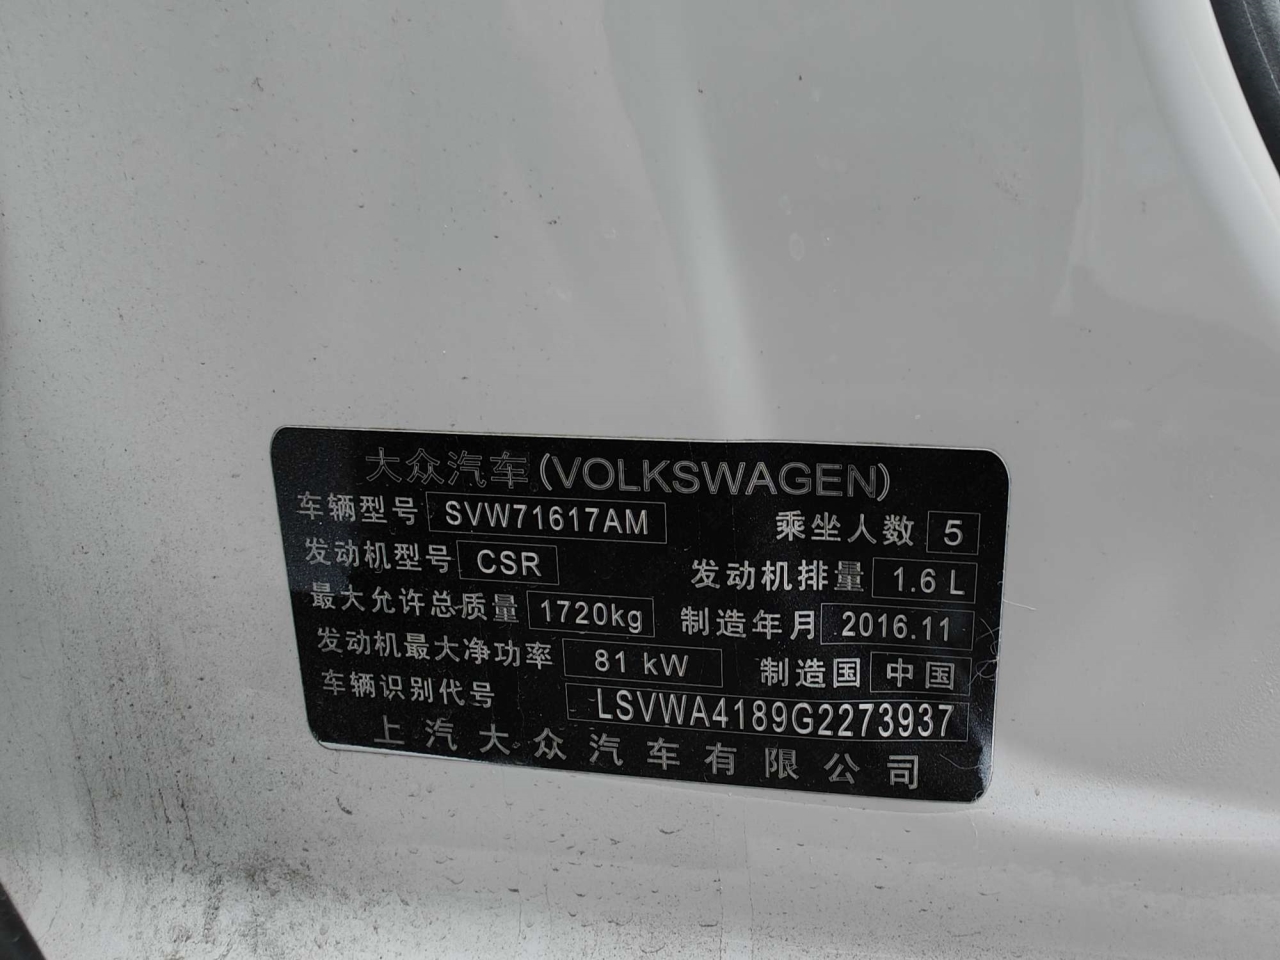 大众汽车(VOLKSWAGEN)
车辆型号 SVW71617AM 乘坐人数 5
发动机型号 CSR 发动机排量 1.6 L
最大允许总质量 1720kg 制造年月 2016.11
发动机最大净功率 81 kW 制造国 中国
车辆识别代号 LSVWA4189G2273937
上汽大众汽车有限公司